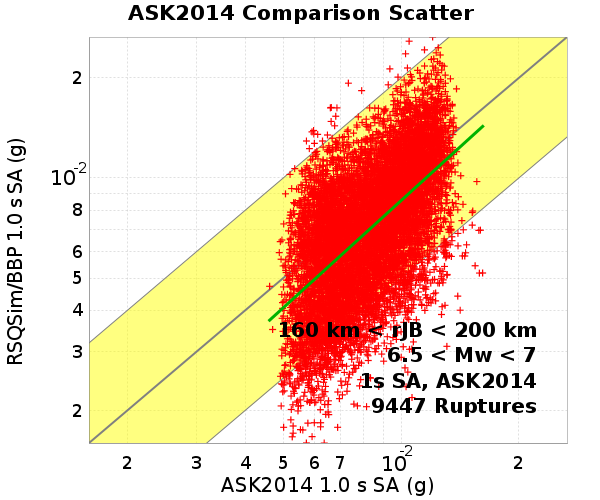 ASK2014 Comparison Scatter
RSQSim/BBP 1.0 s SA (g)
2
10-2
8
6
5
4
3
2
160 km < rJB < 200 km
6.5 < Mw < 7
1s SA, ASK2014
9447 Ruptures
2 3 4 5 6 7 10-2 2
ASK2014 1.0 s SA (g)